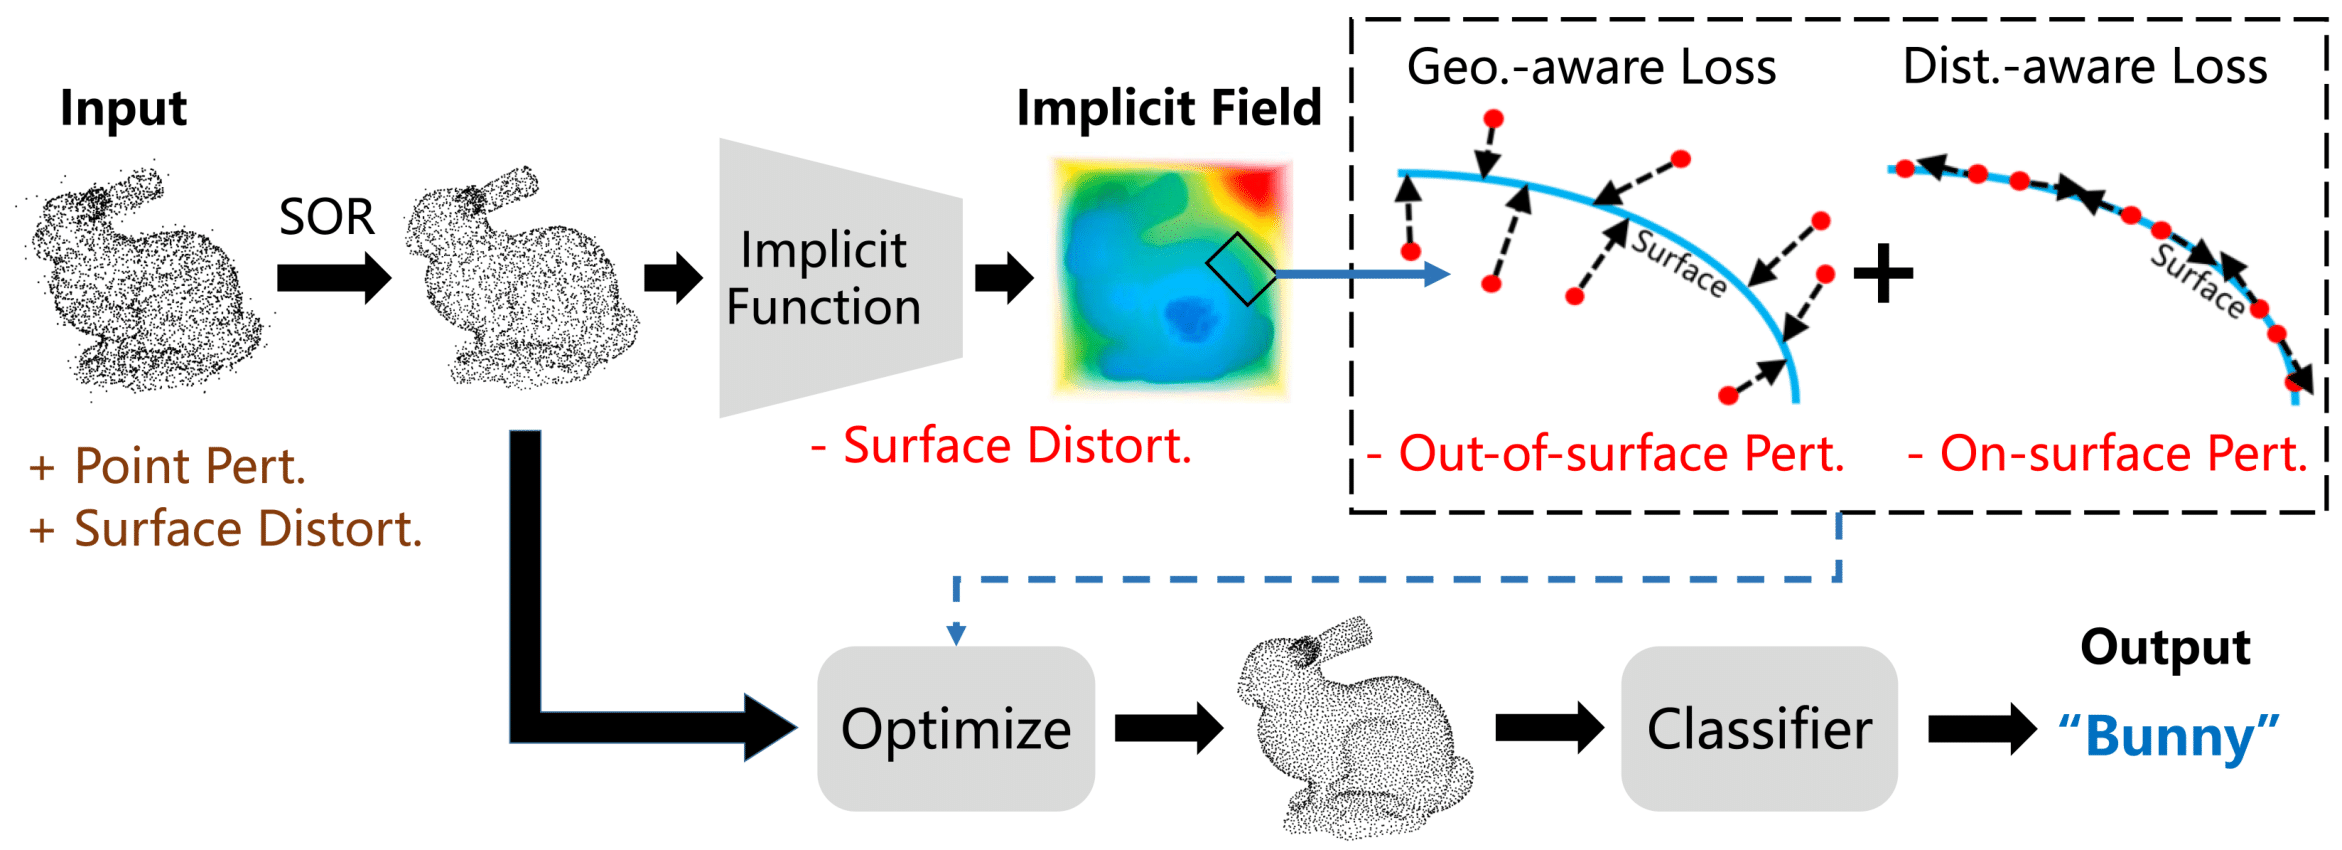 Input
SOR
+ Point Pert.
+ Surface Distort.
Implicit
Function
Implicit Field
- Surface Distort.
Geo.-aware Loss
Surface
- Out-of-surface Pert.
+
Dist.-aware Loss
Surface
- On-surface Pert.
Optimize
Classifier
Output
“Bunny”